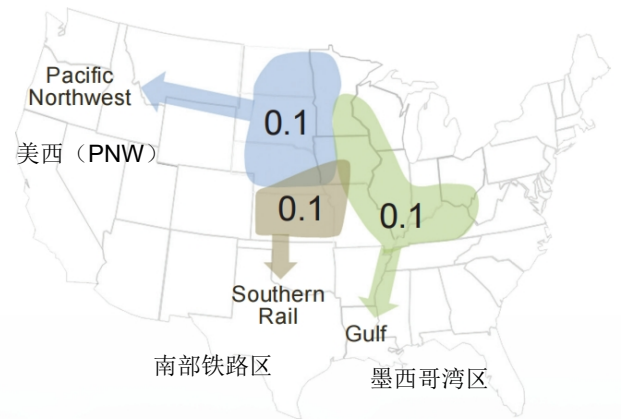 Pacific
Northwest
美西（PNW）
0.1
0.1
0.1
Southern
Rail
Gulf
南部铁路区
墨西哥湾区